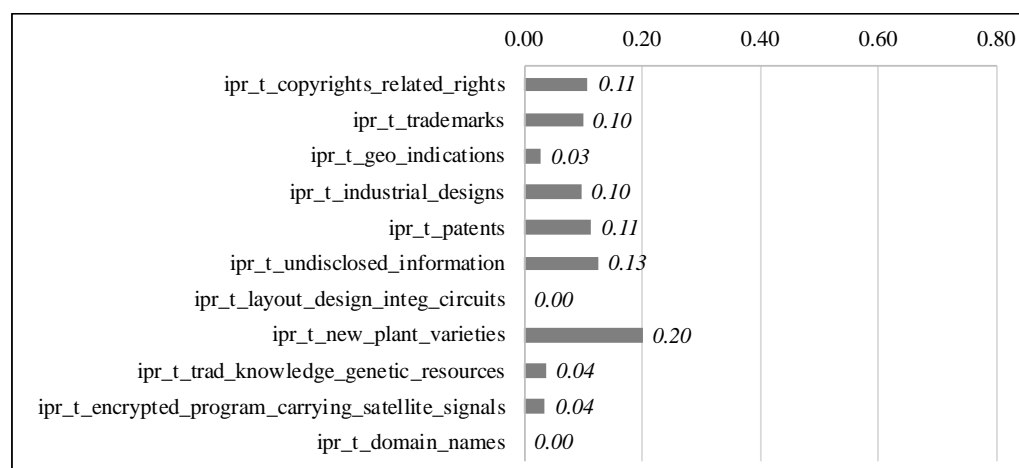 0.00 0.20 0.40 0.60 0.80
ipr_t_copyrights_related_rights 0.11
ipr_t_trademarks 0.10
ipr_t_geo_indications 0.03
ipr_t_industrial_designs 0.10
ipr_t_patents 0.11
ipr_t_undisclosed_information 0.13
ipr_t_layout_design_integ_circuits 0.00
ipr_t_new_plant_varieties 0.20
ipr_t_trad_knowledge_genetic_resources 0.04
ipr_t_encrypted_program_carrying_satellite_signals 0.04
ipr_t_domain_names 0.00